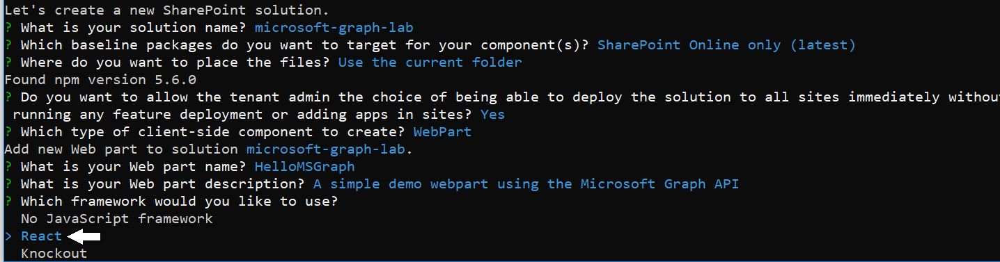 Let's create a new SharePoint solution.
? What is your solution name? microsoft-graph-lab
? Which baseline packages do you want to target for your component(s)? SharePoint Online only (latest)
? Where do you want to place the files? Use the current folder
Found npm version 5.6.0
? Do you want to allow the tenant admin the choice of being able to deploy the solution to all sites immediately without
running any feature deployment or adding apps in sites? Yes
? Which type of client-side component to create? WebPart
Add new Web part to solution microsoft-graph-lab.
? What is your Web part name? HelloMSGraph
? What is your Web part description? A simple demo webpart using the Microsoft Graph API
? Which framework would you like to use?
No JavaScript framework
> React
Knockout